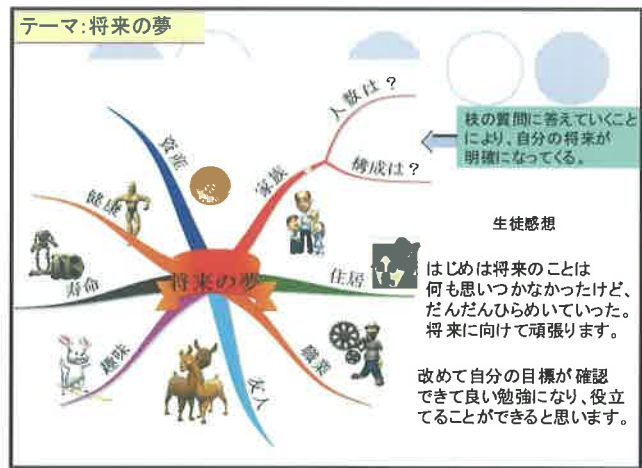 テーマ:将来の夢
人数は?
構成は?
家族
資産
健康
寿命
趣味
友人
職業
住居
将来の夢
枝の質問に答えていくこと
により、自分の将来が
明確になってくる。
生徒感想
はじめは将来のことは
何も思いつかなかったけど、
だんだんひらめいていった。
将来に向けて頑張ります。
改めて自分の目標が確認
できて良い勉強になり、役立
てることができると思います。